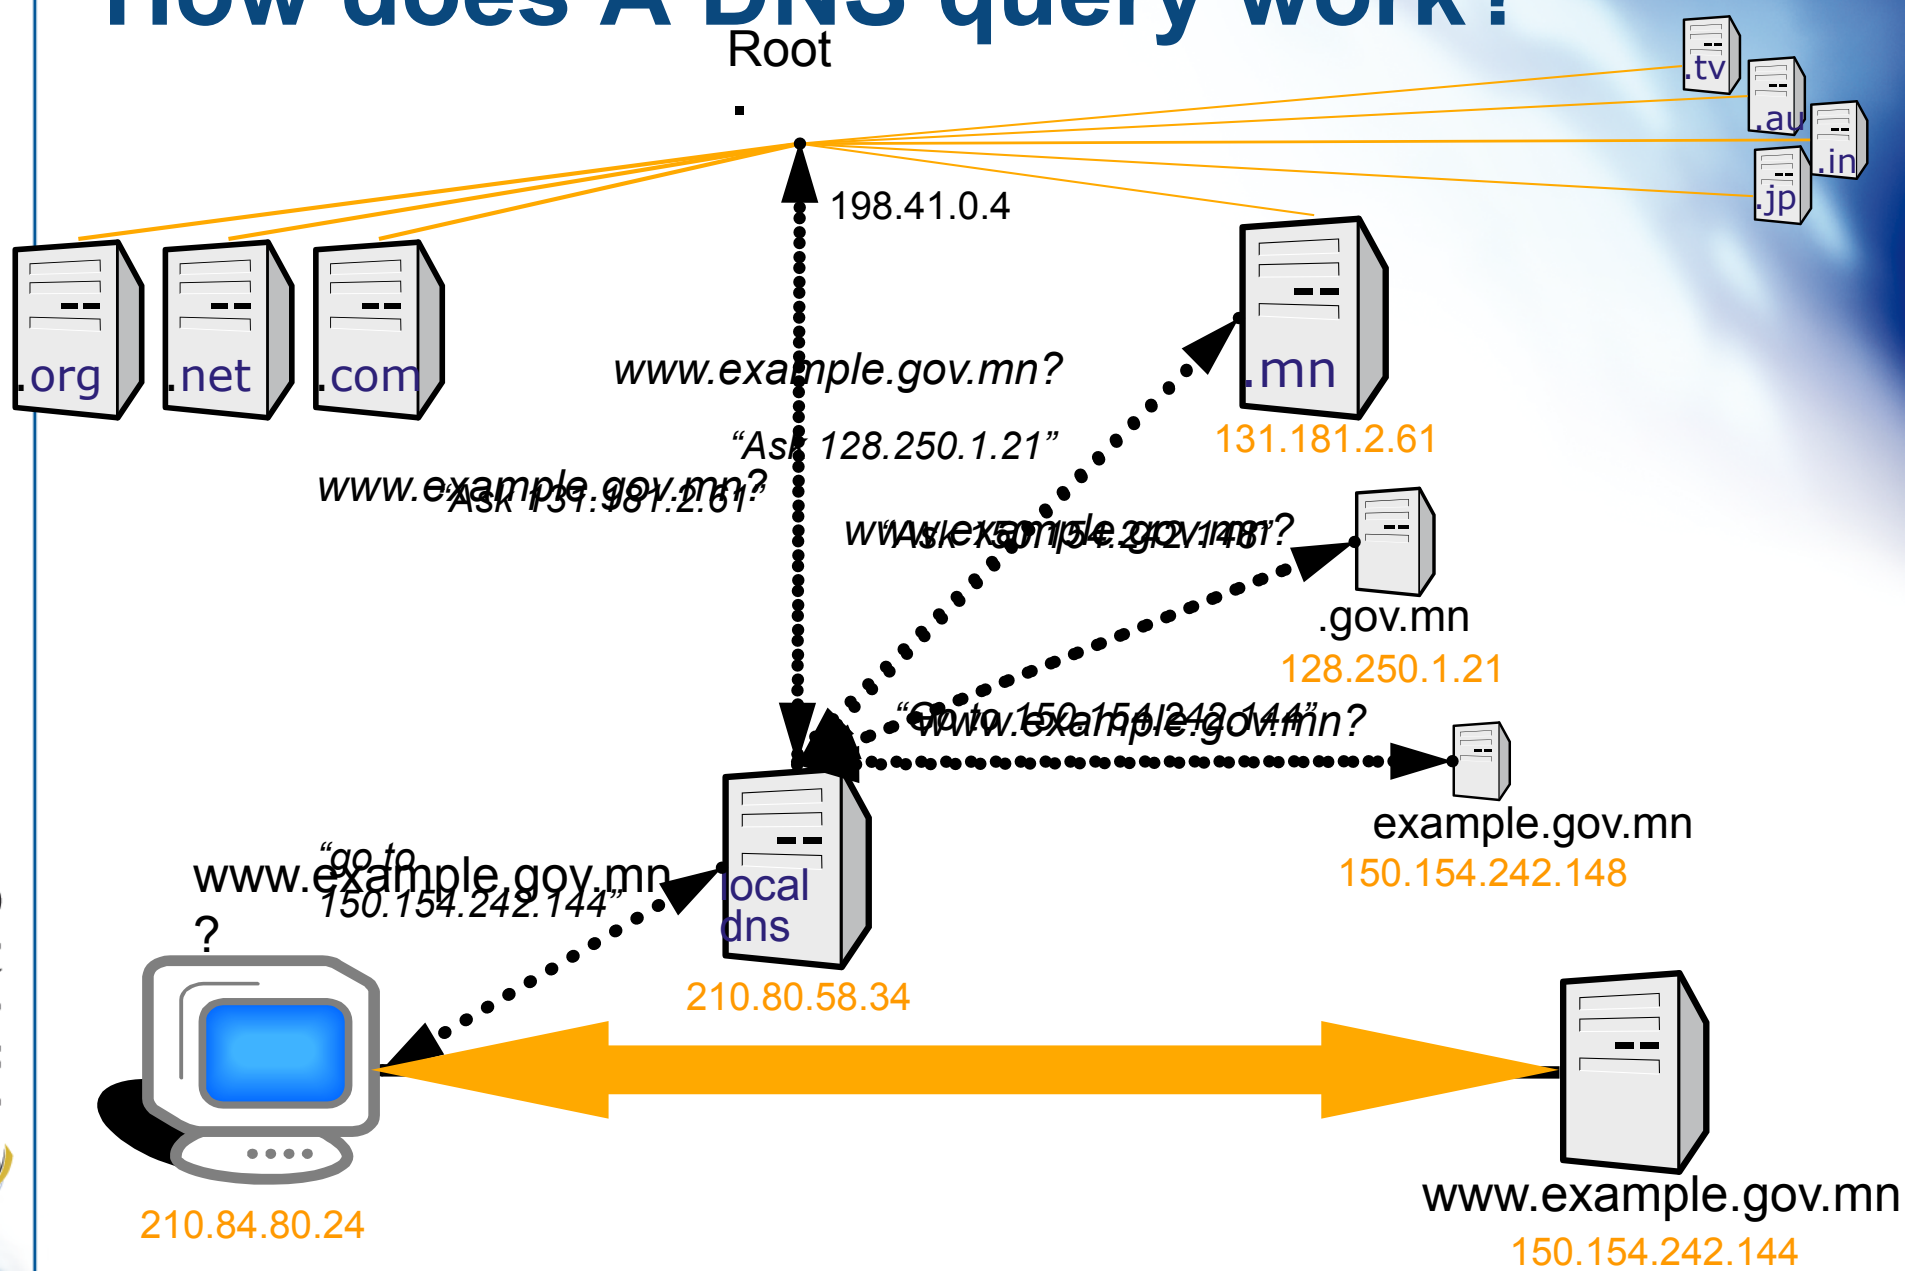 How does A DNS query work?
Root
.
.tv
.au
.in
.jp
198.41.0.4
.org
.net
.com
.mn
www.example.gov.mn?
131.181.2.61
“Ask 128.250.1.21”
www.example.gov.mn?
“Ask 131.181.2.61”
www.example.gov.mn?
“Ask 150.154.242.148”
.gov.mn
128.250.1.21
“Go to 150.154.242.144”
www.example.gov.mn?
example.gov.mn
150.154.242.148
“go to
150.154.242.144”
www.example.gov.mn
?
local
dns
210.80.58.34
www.example.gov.mn
150.154.242.144
210.84.80.24